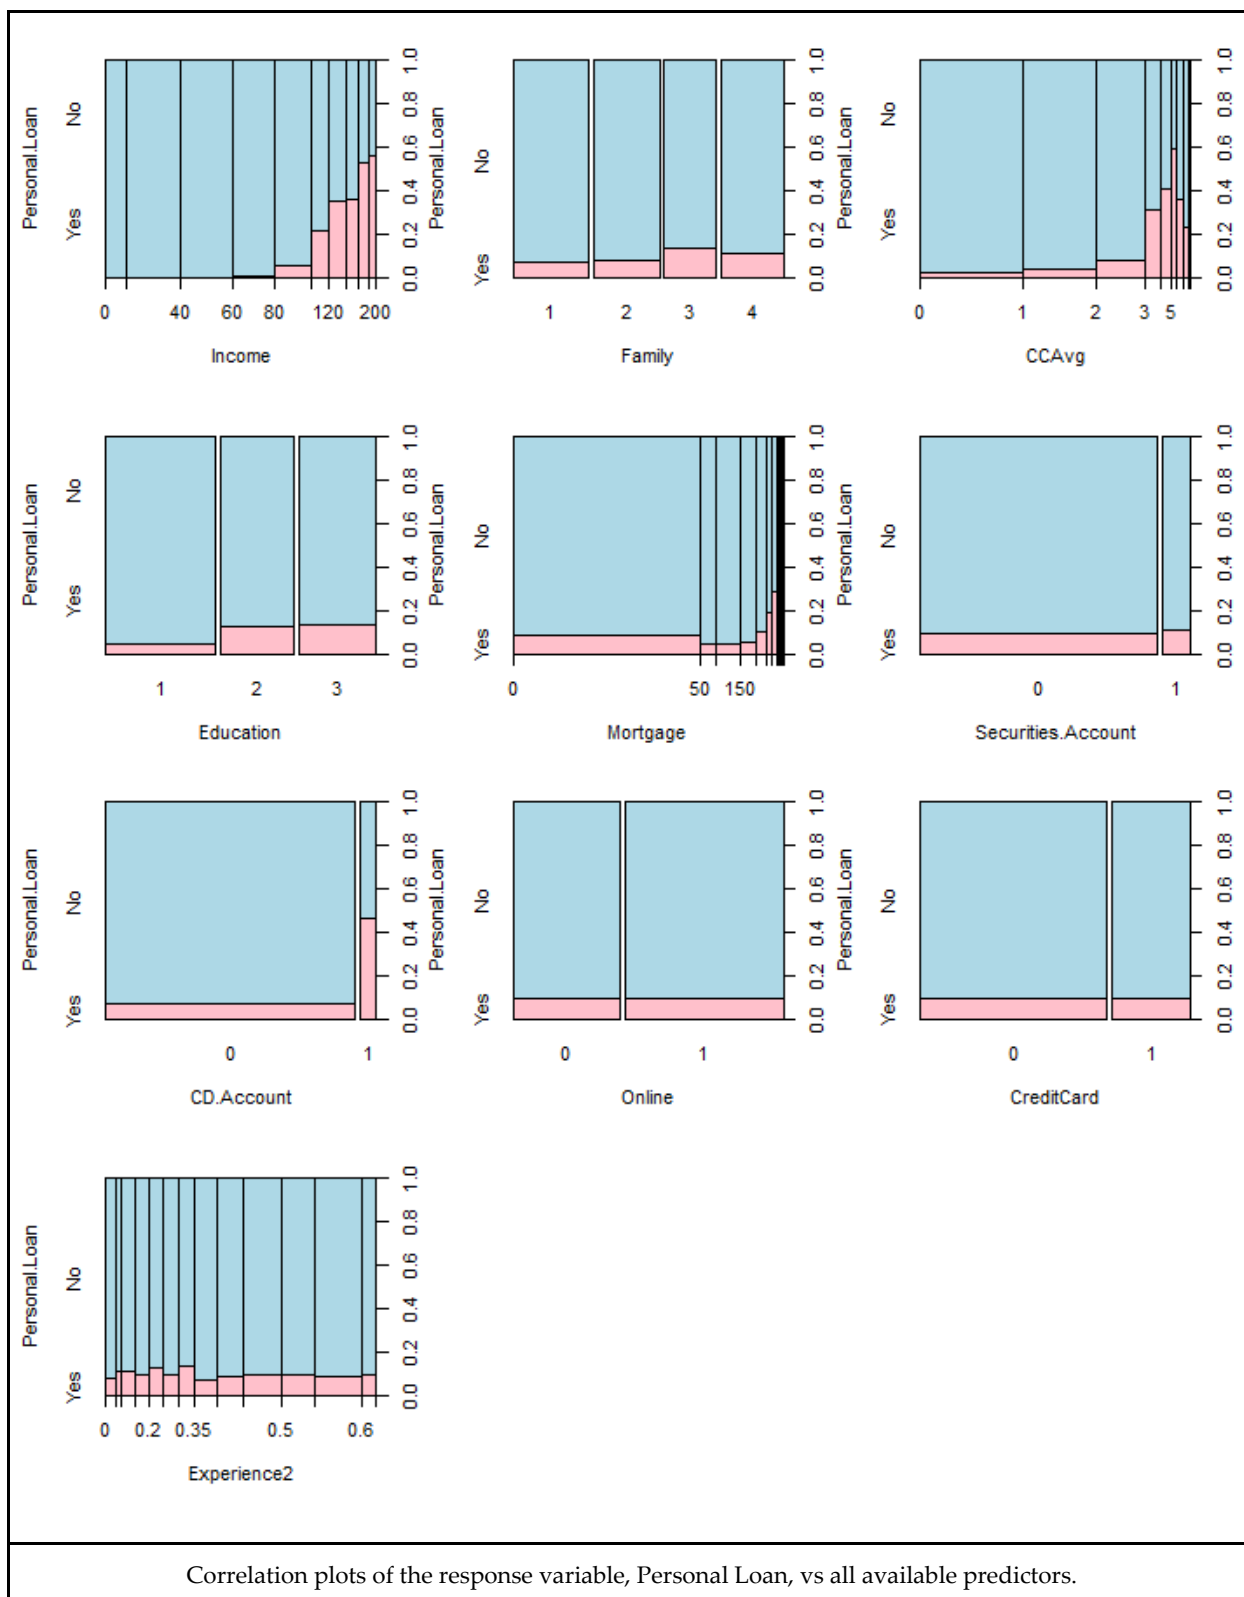 Personal.Loan
No
Yes
0.0 0.2 0.4 0.6 0.8 1.0
0 40 60 80 120 200
Income
Personal.Loan
No
Yes
0.0 0.2 0.4 0.6 0.8 1.0
1 2 3 4
Family
Personal.Loan
No
Yes
0.0 0.2 0.4 0.6 0.8 1.0
0 1 2 3 5
CCAvg
Personal.Loan
No
Yes
0.0 0.2 0.4 0.6 0.8 1.0
1 2 3
Education
Personal.Loan
No
Yes
0.0 0.2 0.4 0.6 0.8 1.0
0 50 150
Mortgage
Personal.Loan
No
Yes
0.0 0.2 0.4 0.6 0.8 1.0
0 1
Securities.Account
Personal.Loan
No
Yes
0.0 0.2 0.4 0.6 0.8 1.0
0 1
CD.Account
Personal.Loan
No
Yes
0.0 0.2 0.4 0.6 0.8 1.0
0 1
Online
Personal.Loan
No
Yes
0.0 0.2 0.4 0.6 0.8 1.0
0 1
CreditCard
Personal.Loan
No
Yes
0.0 0.2 0.4 0.6 0.8 1.0
0 0.2 0.35 0.5 0.6
Experience2
Correlation plots of the response variable, Personal Loan, vs all available predictors.